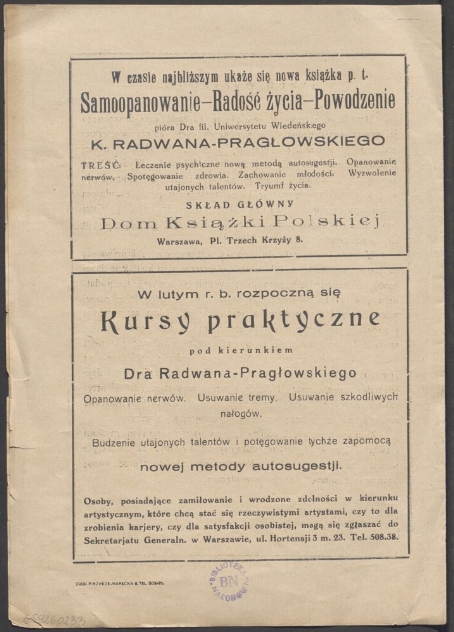 W czasie najbliższym ukaże się nowa książka p. t.
Samoopanowanie—Radość życia—Powodzenie
pióra Dra fil. Uniwersytetu Wiedeńskiego
K. RADWANA-PRAGŁOWSKIEGO
TREŚĆ: Leczenie psychiczne nową metodą autosugestji. Opanowanie
nerwów. Spotęgowanie zdrowia. Zachowanie młodości. Wyzwolenie
utajonych talentów. Tryumf życia.
SKŁAD GŁÓWNY
Dom Książki Polskiej
Warszawa, Pl. Trzech Krzyży 8.
W lutym r. b. rozpoczną się
Kursy praktyczne
pod kierunkiem
Dra Radwana-Pragłowskiego
Opanowanie nerwów. Usuwanie tremy. Usuwanie szkodliwych
nałogów.
Budzenie utajonych talentów i potęgowanie tychże zapomocą
nowej metody autosugestji.
Osoby, posiadające zamiłowanie i wrodzone zdolności w kierunku
artystycznym, które chcą stać się rzeczywistymi artystami, czy to dla
zrobienia karjery, czy dla satysfakcji osobistej, mogą się zgłaszać do
Sekretarjatu Generaln. w Warszawie, ul. Hortensji 3 m. 23. Tel. 508.38.
BIBLIOTEKA
BN
NARODOWA